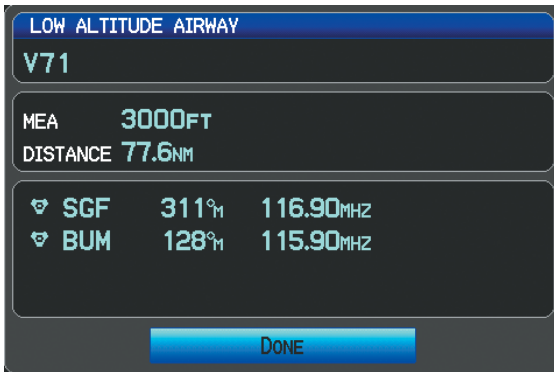 LOW ALTITUDE AIRWAY
V71
MEA 3000FT
DISTANCE 77.6NM
SGF 311°M 116.90MHZ
BUM 128°M 115.90MHZ
DONE